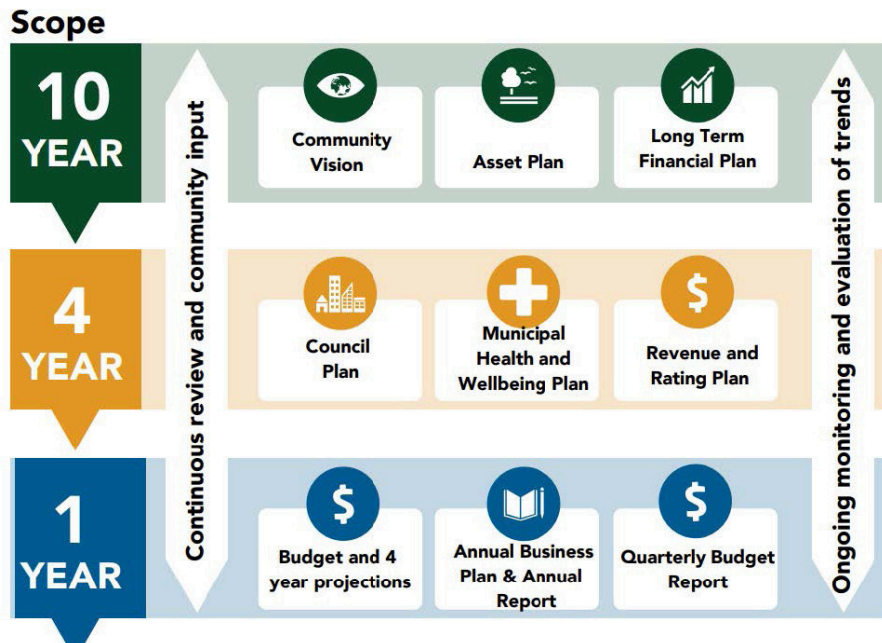 Scope
10
YEAR
Continuous review and community input
Community
Vision
Asset Plan
Long Term
Financial Plan
Ongoing monitoring and evaluation of trends
4
YEAR
Council
Plan
Municipal
Health and
Wellbeing Plan
Revenue and
Rating Plan
1
YEAR
Budget and 4
year projections
Annual Business
Plan & Annual
Report
Quarterly Budget
Report